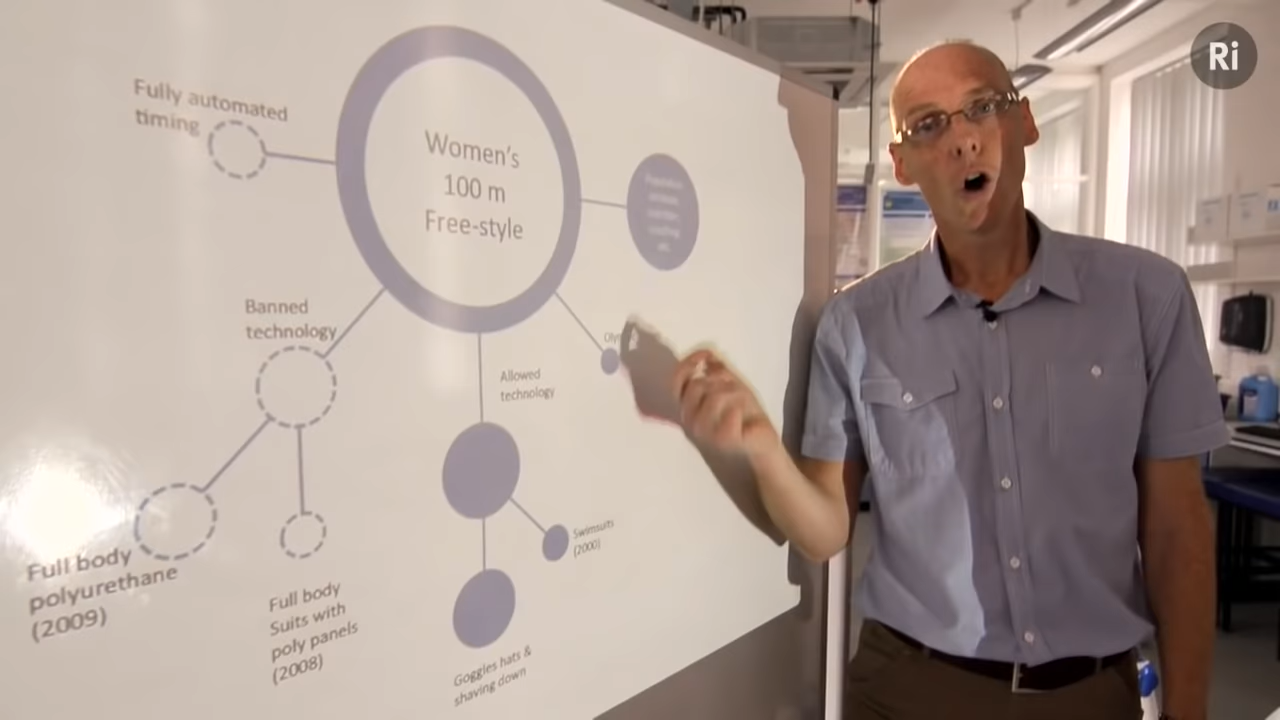 Ri
Fully automated
timing
Women's
100 m
Free-style
Banned
technology
Allowed
technology
Swimsuits
(2000)
Full body
polyurethane
(2009)
Full body
Suits with
poly panels
(2008)
Goggles hats &
shaving down